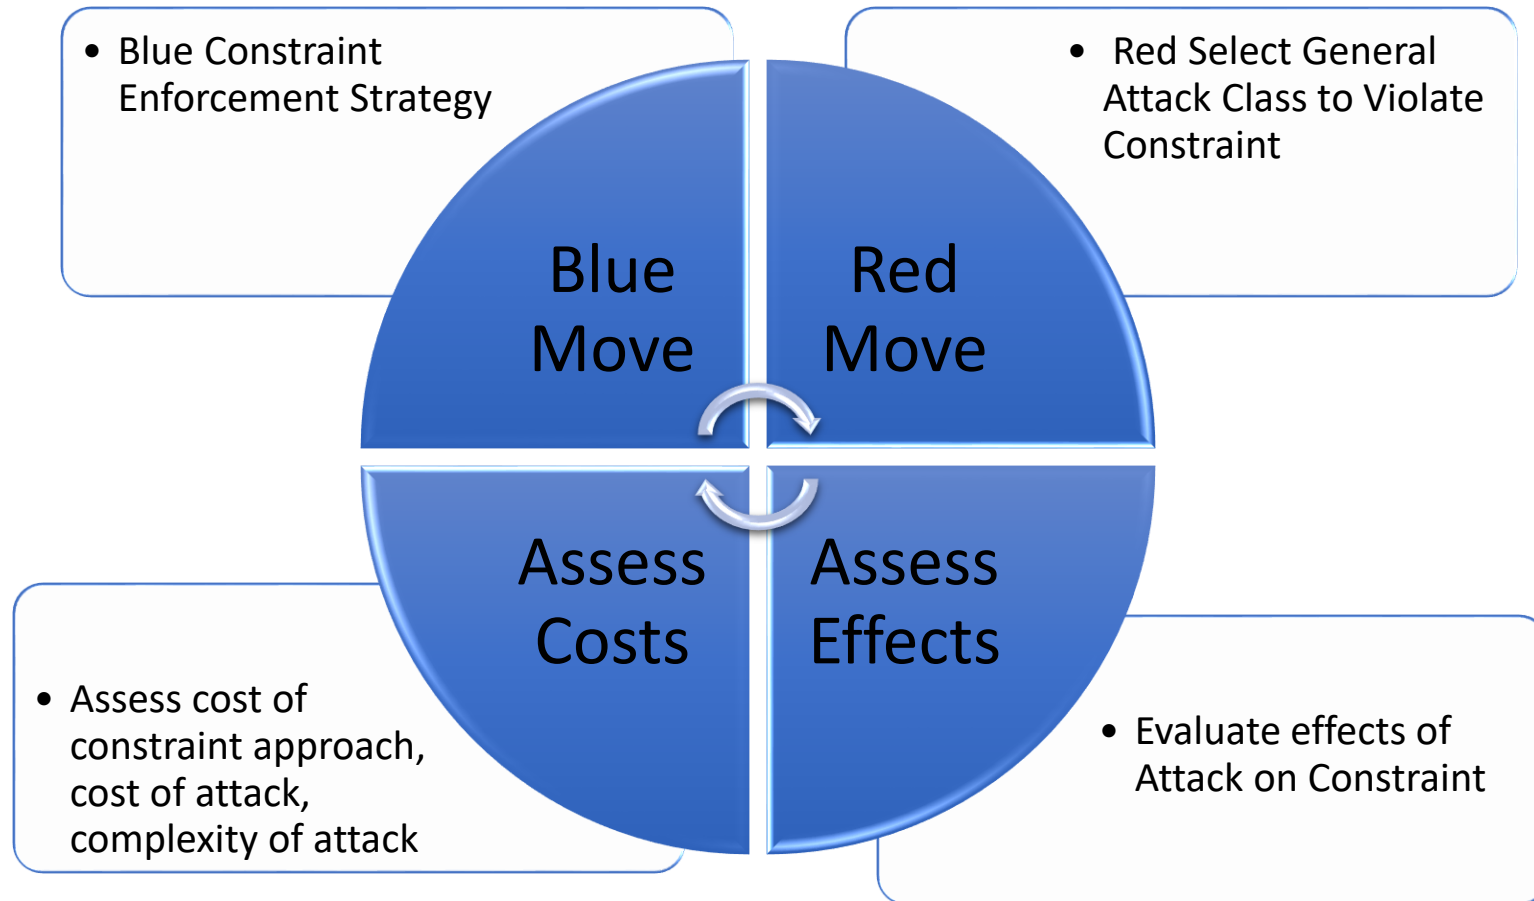 • Blue Constraint
Enforcement Strategy
• Red Select General
Attack Class to Violate
Constraint
Blue
Move
Red
Move
Assess
Costs
Assess
Effects
• Assess cost of
constraint approach,
cost of attack,
complexity of attack
• Evaluate effects of
Attack on Constraint